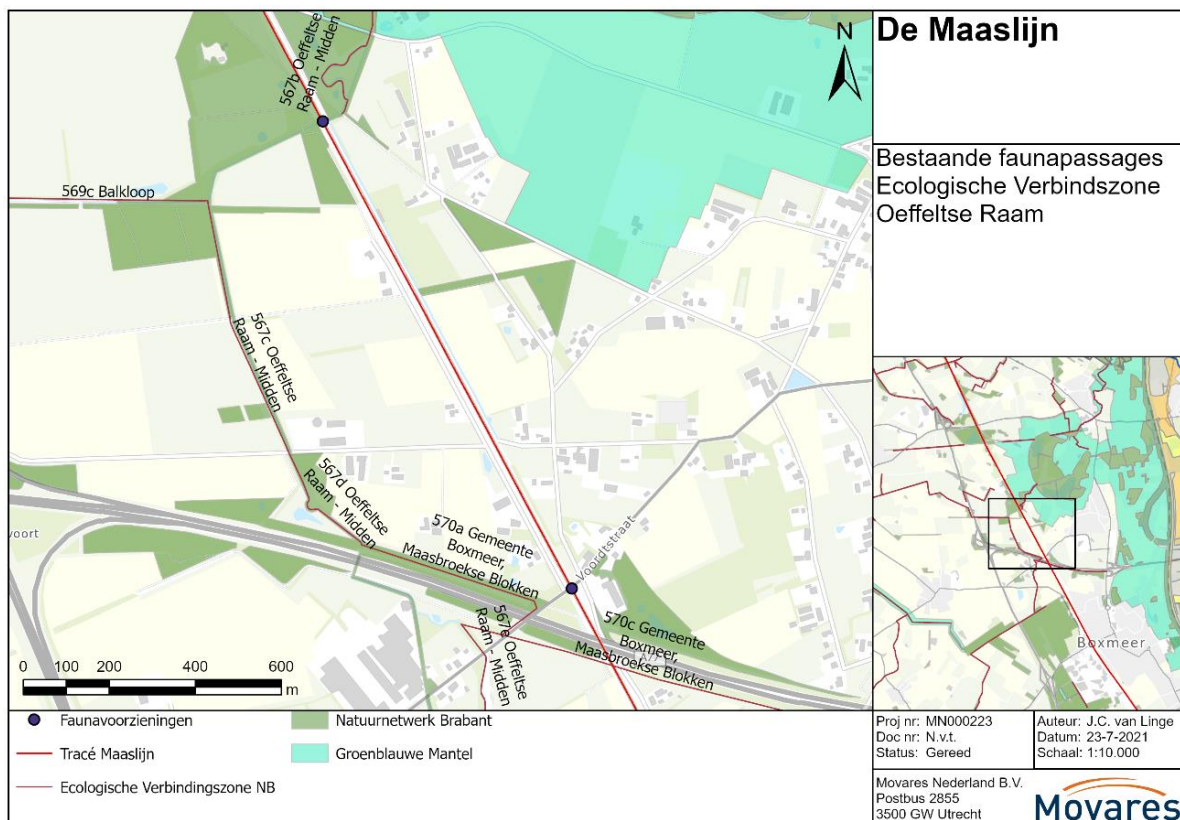 De Maaslijn
Bestaande faunapassages
Ecologische Verbindszone
Oeffeltse Raam
N
567b Oeffeltse
Raam - Midden
569c Balkloop
567c Oeffeltse
Raam - Midden
567d Oeffeltse
Raam - Midden
570a Gemeente
Boxmeer,
Maasbroekse Blokken
Voordtstraat
voort
567e Oeffeltse
Raam - Midden
570c Gemeente
Boxmeer,
Maasbroekse Blokken
A77
Boxmeer
0 100 200 400 600
m
Faunavoorzieningen
Natuurnetwerk Brabant
Tracé Maaslijn
Groenblauwe Mantel
Ecologische Verbindingszone NB
Proj nr: MN000223
Doc nr: N.v.t.
Status: Gereed
Auteur: J.C. van Linge
Datum: 23-7-2021
Schaal: 1:10.000
Movares Nederland B.V.
Postbus 2855
3500 GW Utrecht
Movares